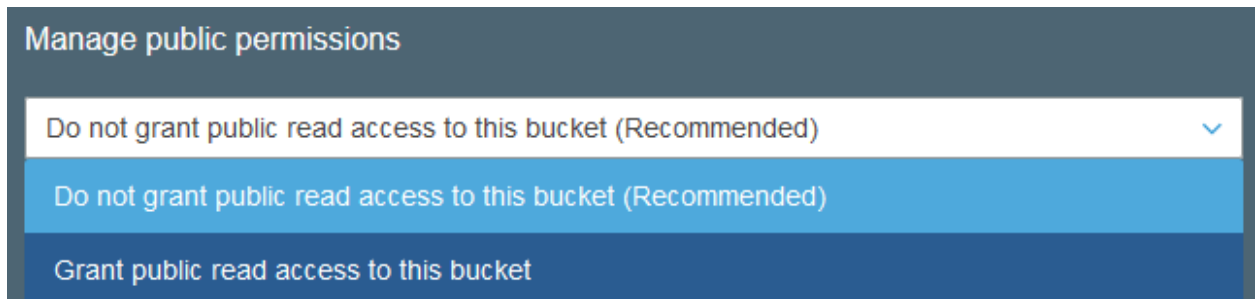 Manage public permissions
Do not grant public read access to this bucket (Recommended)
Do not grant public read access to this bucket (Recommended)
Grant public read access to this bucket